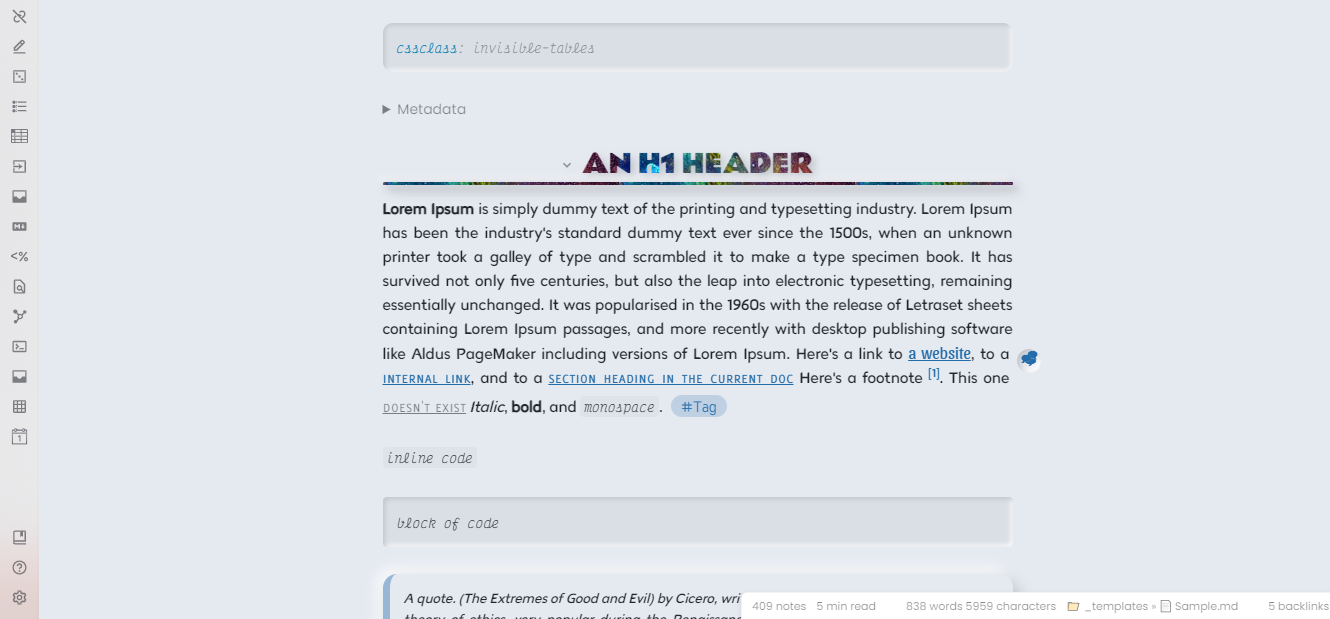 cssclass: invisible-tables
Metadata
AN H1 HEADER
Lorem Ipsum is simply dummy text of the printing and typesetting industry. Lorem Ipsum
has been the industry's standard dummy text ever since the 1500s, when an unknown
printer took a galley of type and scrambled it to make a type specimen book. It has
survived not only five centuries, but also the leap into electronic typesetting, remaining
essentially unchanged. It was popularised in the 1960s with the release of Letraset sheets
containing Lorem Ipsum passages, and more recently with desktop publishing software
like Aldus PageMaker including versions of Lorem Ipsum. Here's a link to a website, to a
INTERNAL LINK, and to a SECTION HEADING IN THE CURRENT DOC Here's a footnote [1]. This one
DOESN'T EXIST Italic, bold, and monospace. #Tag
inline code
block of code
A quote. (The Extremes of Good and Evil) by Cicero,
theory of ethics, very popular during the
409 notes 5 min read 838 words 5959 characters _templates » Sample.md 5 backlinks